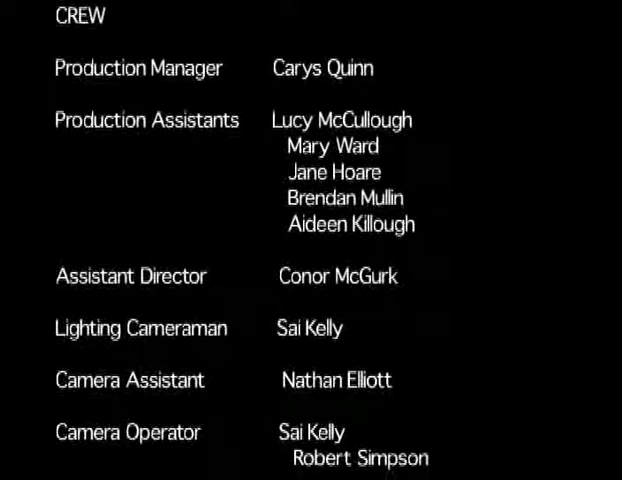 CREW
Production Manager Carys Quinn
Production Assistants Lucy McCullough
Mary Ward
Jane Hoare
Brendan Mullin
Aideen Killough
Assistant Director Conor McGurk
Lighting Cameraman Sai Kelly
Camera Assistant Nathan Elliott
Camera Operator Sai Kelly
Robert Simpson